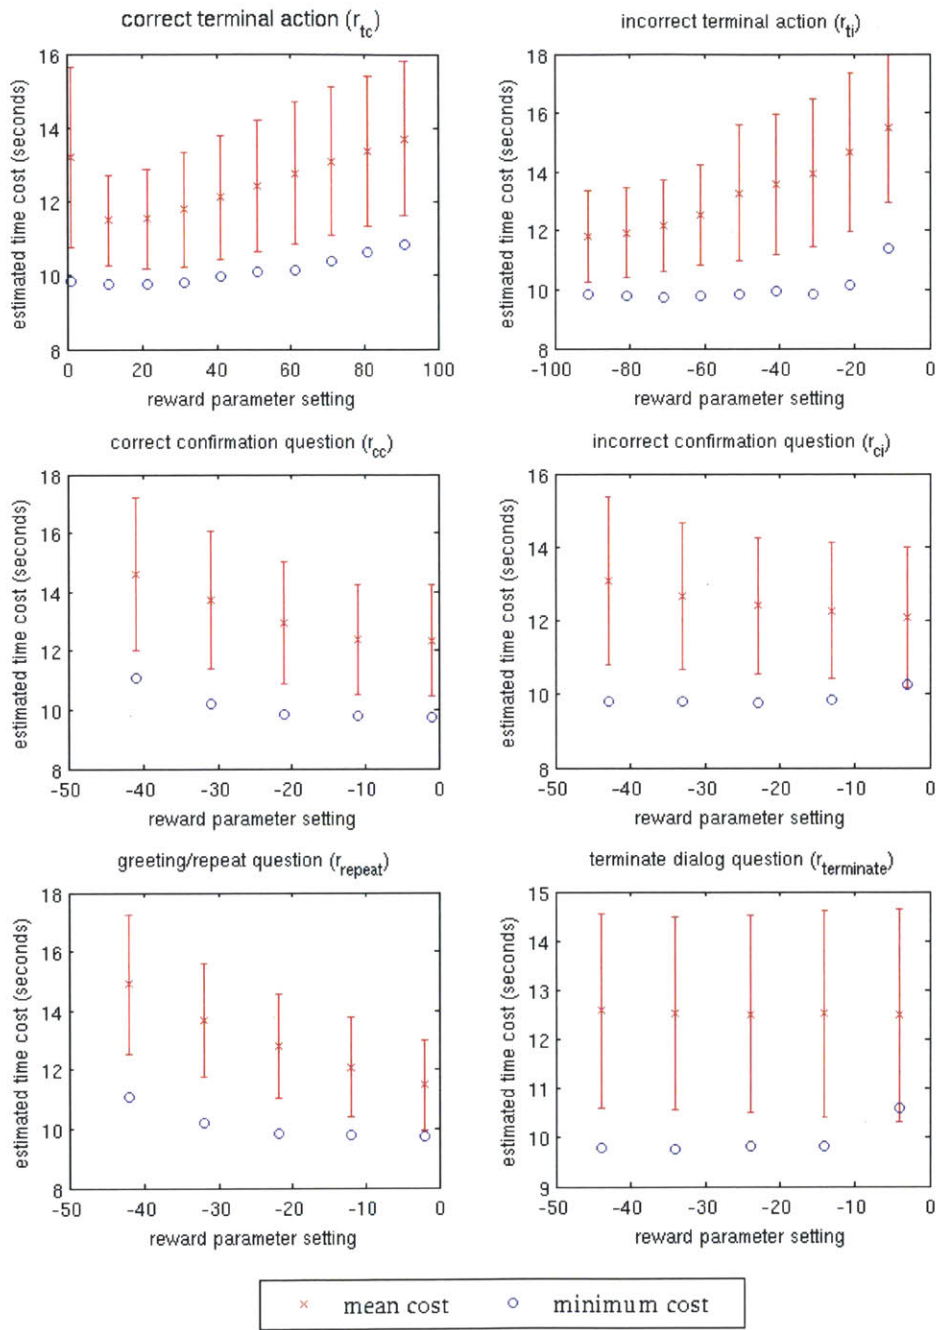 correct terminal action (r_tc)
16
14
12
10
8
0 20 40 60 80 100
estimated time cost (seconds)
reward parameter setting
incorrect terminal action (r_ti)
18
16
14
12
10
8
-100 -80 -60 -40 -20 0
estimated time cost (seconds)
reward parameter setting
correct confirmation question (r_cc)
18
16
14
12
10
8
-50 -40 -30 -20 -10 0
estimated time cost (seconds)
reward parameter setting
incorrect confirmation question (r_ci)
16
14
12
10
8
-50 -40 -30 -20 -10 0
estimated time cost (seconds)
reward parameter setting
greeting/repeat question (r_repeat)
18
16
14
12
10
8
-50 -40 -30 -20 -10 0
estimated time cost (seconds)
reward parameter setting
terminate dialog question (r_terminate)
15
14
13
12
11
10
9
-50 -40 -30 -20 -10 0
estimated time cost (seconds)
reward parameter setting
mean cost minimum cost